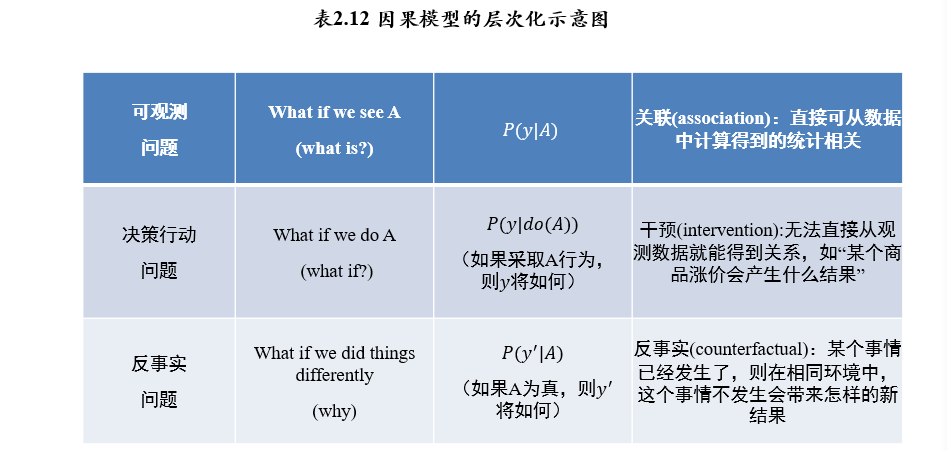 表2.12 因果模型的层次化示意图
可观测
问题
What if we see A
(what is?)
P(y|A)
关联(association)：直接可从数据
中计算得到的统计相关
决策行动
问题
What if we do A
(what if?)
P(y|do(A))
（如果采取A行为，
则y将如何）
干预(intervention):无法直接从观
测数据就能得到关系，如“某个商
品涨价会产生什么结果”
反事实
问题
What if we did things
differently
(why)
P(y′|A)
（如果A为真，则y′
将如何）
反事实(counterfactual)：某个事情
已经发生了，则在相同环境中，
这个事情不发生会带来怎样的新
结果